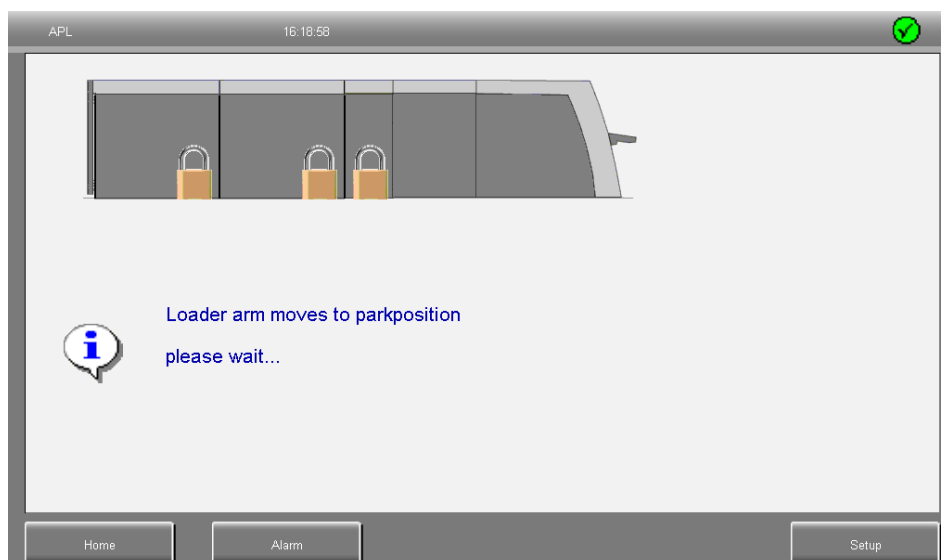 APL 16:18:58
Loader arm moves to parkposition
please wait...
Home Alarm Setup